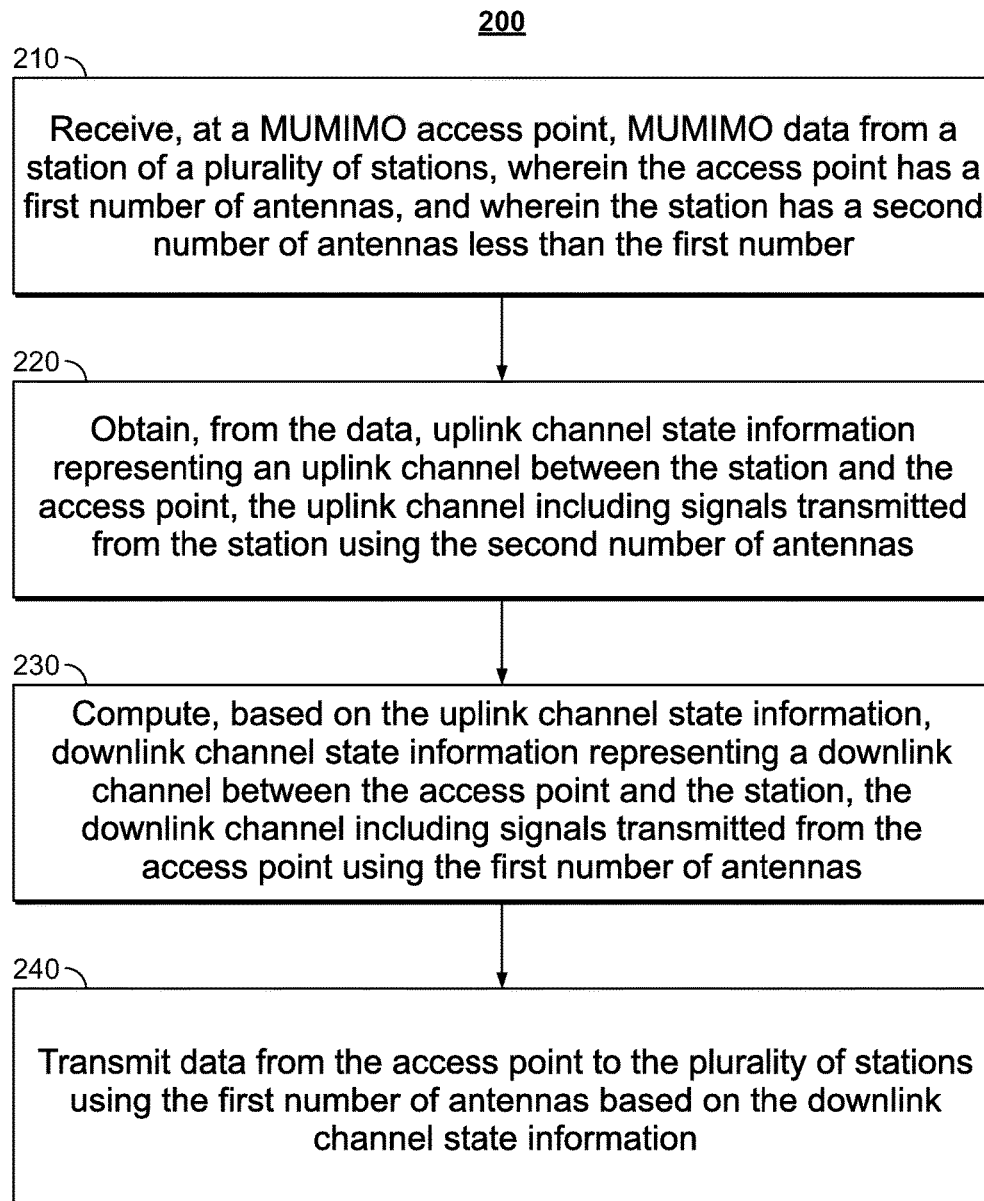 200
210
Receive, at a MUMIMO access point, MUMIMO data from a
station of a plurality of stations, wherein the access point has a
first number of antennas, and wherein the station has a second
number of antennas less than the first number
220
Obtain, from the data, uplink channel state information
representing an uplink channel between the station and the
access point, the uplink channel including signals transmitted
from the station using the second number of antennas
230
Compute, based on the uplink channel state information,
downlink channel state information representing a downlink
channel between the access point and the station, the
downlink channel including signals transmitted from the
access point using the first number of antennas
240
Transmit data from the access point to the plurality of stations
using the first number of antennas based on the downlink
channel state information